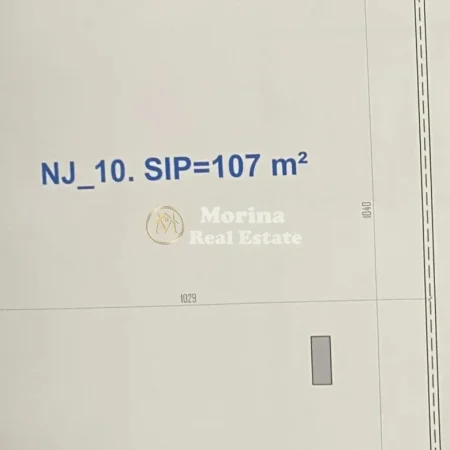 NJ_10. SIP=107 m²
Morina
Real Estate
1040
1029